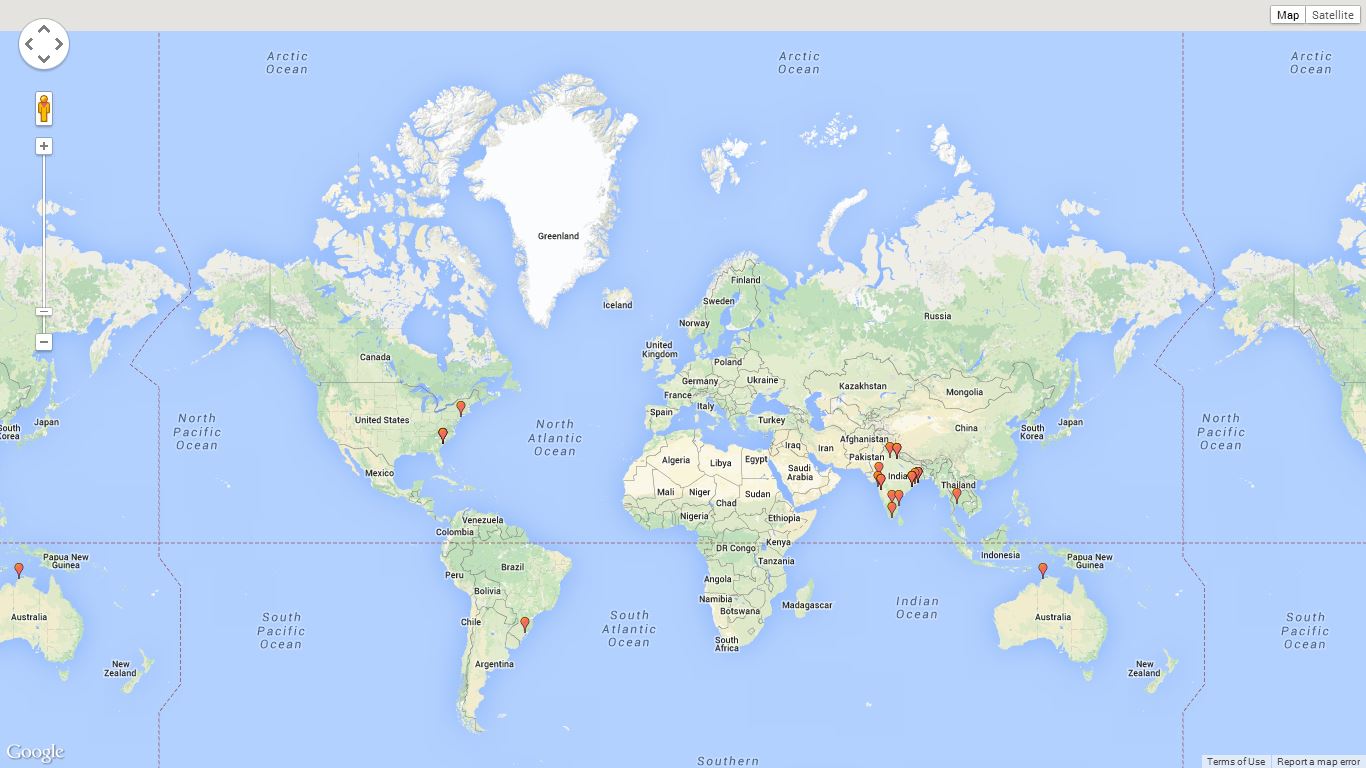 Map Satellite
Arctic
Ocean
Arctic
Ocean
Arctic
Ocean
Greenland
Finland
Iceland
Sweden
Russia
Norway
United
Kingdom
Canada
Poland
Germany
Ukraine
Kazakhstan
Mongolia
France
Italy
Spain
United States
Turkey
Japan
South
Korea
North
Pacific
Ocean
North
Atlantic
Ocean
China
Japan
South
Korea
North
Pacific
Ocean
Afghanistan
Iraq
Iran
Pakistan
Algeria
Libya
Egypt
Saudi
Arabia
Mexico
India
Thailand
Mali
Niger
Chad
Sudan
Nigeria
Ethiopia
Venezuela
Colombia
Kenya
DR Congo
Tanzania
Indonesia
Papua New
Guinea
Papua New
Guinea
Peru
Brazil
Angola
Bolivia
Namibia
Botswana
Madagascar
Indian
Ocean
Australia
South
Pacific
Ocean
Chile
South
Atlantic
Ocean
South
Africa
Australia
South
Pacific
Ocean
New
Zealand
Argentina
New
Zealand
Google
Southern
Terms of Use Report a map error